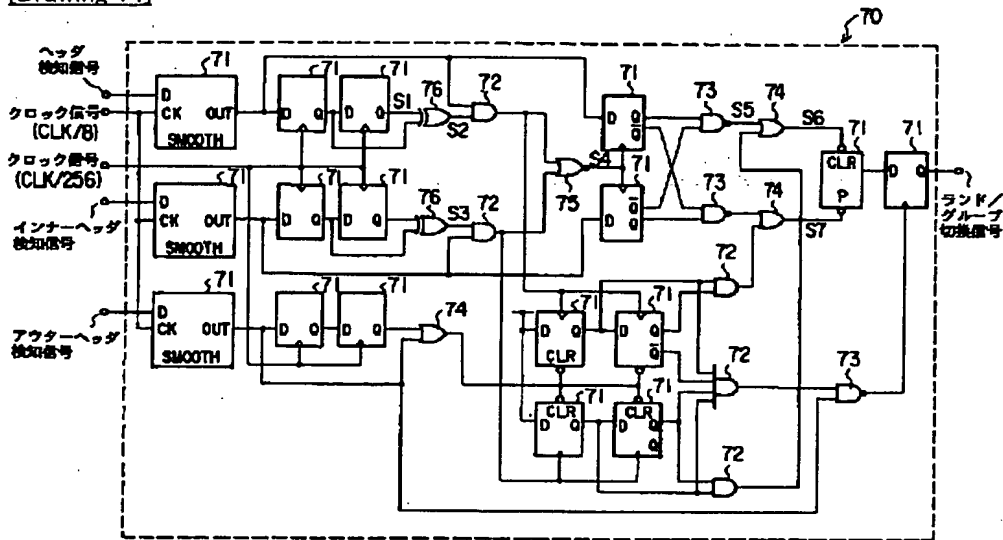 70
ヘッダ
検知信号
クロック信号
(CLK/8)
クロック信号
(CLK/256)
インナーヘッダ
検知信号
アウターヘッダ
検知信号
71
D
CK OUT
SMOOTH
71
D Q
71
D Q
S1
76
S2
72
71
D
CK OUT
SMOOTH
71
D Q
71
D Q
76
S3
72
71
D
CK OUT
SMOOTH
71
D Q
71
D Q
74
75
S4
71
D Q
Q
71
D Q
Q
73
S5
74
S6
73
74
S7
71
CLR
P
71
D Q
ランド/
グループ
切換信号
72
71
D Q
CLR
71
D Q
Q
72
73
71
CLR
D Q
71
CLR
D Q
Q
72